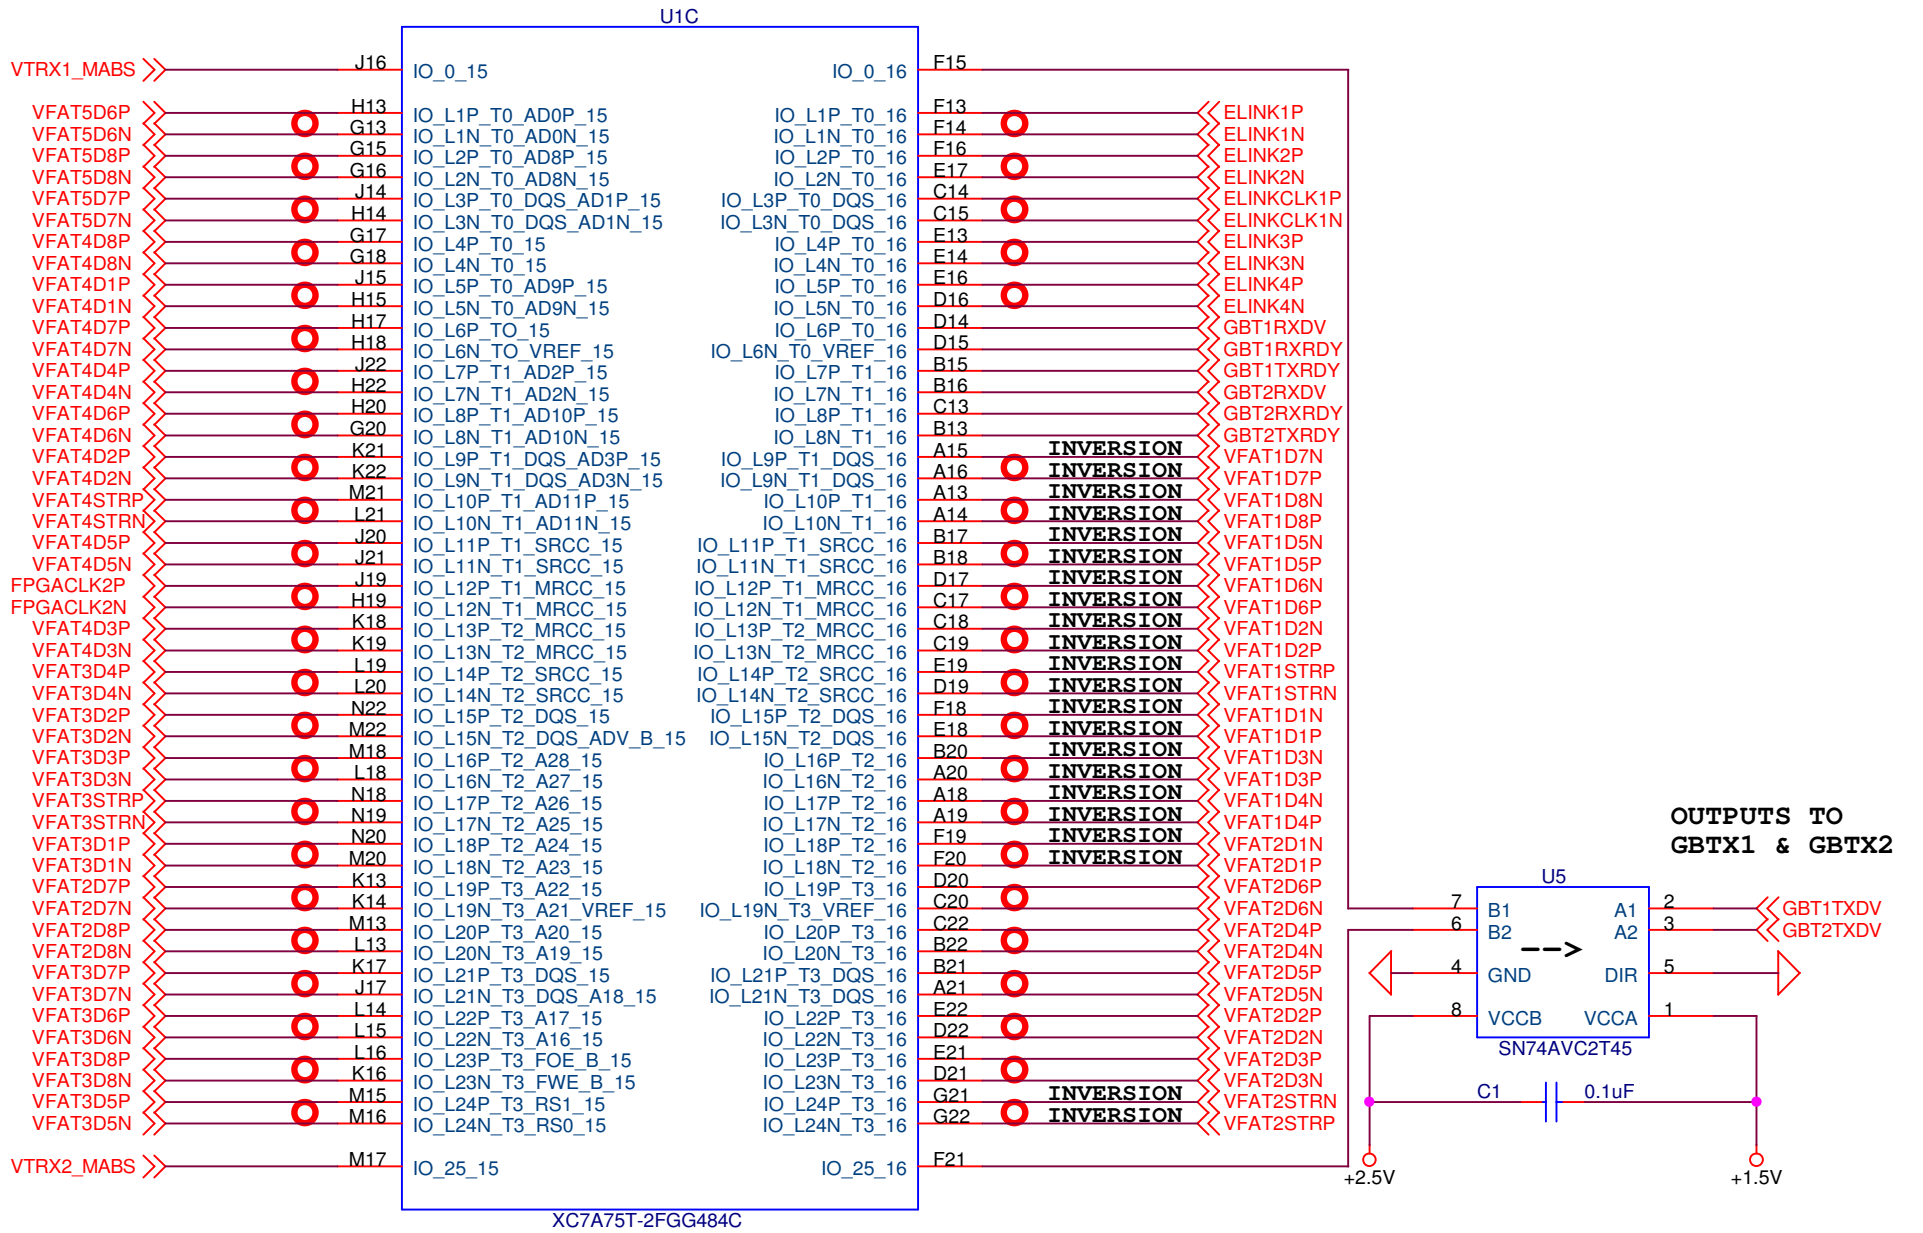 U1C
VTRX1_MABS J16 IO_0_15 IO_0_16 F15
VFAT5D6P H13 IO_L1P_T0_AD0P_15 IO_L1P_T0_16 F13 ELINK1P
VFAT5D6N G13 IO_L1N_T0_AD0N_15 IO_L1N_T0_16 F14 ELINK1N
VFAT5D8P G15 IO_L2P_T0_AD8P_15 IO_L2P_T0_16 F16 ELINK2P
VFAT5D8N G16 IO_L2N_T0_AD8N_15 IO_L2N_T0_16 E17 ELINK2N
VFAT5D7P J14 IO_L3P_T0_DQS_AD1P_15 IO_L3P_T0_DQS_16 C14 ELINKCLK1P
VFAT5D7N H14 IO_L3N_T0_DQS_AD1N_15 IO_L3N_T0_DQS_16 C15 ELINKCLK1N
VFAT4D8P G17 IO_L4P_T0_15 IO_L4P_T0_16 E13 ELINK3P
VFAT4D8N G18 IO_L4N_T0_15 IO_L4N_T0_16 E14 ELINK3N
VFAT4D1P J15 IO_L5P_T0_AD9P_15 IO_L5P_T0_16 E16 ELINK4P
VFAT4D1N H15 IO_L5N_T0_AD9N_15 IO_L5N_T0_16 D16 ELINK4N
VFAT4D7P H17 IO_L6P_TO_15 IO_L6P_T0_16 D14 GBT1RXDV
VFAT4D7N H18 IO_L6N_TO_VREF_15 IO_L6N_T0_VREF_16 D15 GBT1RXRDY
VFAT4D4P J22 IO_L7P_T1_AD2P_15 IO_L7P_T1_16 B15 GBT1TXRDY
VFAT4D4N H22 IO_L7N_T1_AD2N_15 IO_L7N_T1_16 B16 GBT2RXDV
VFAT4D6P H20 IO_L8P_T1_AD10P_15 IO_L8P_T1_16 C13 GBT2RXRDY
VFAT4D6N G20 IO_L8N_T1_AD10N_15 IO_L8N_T1_16 B13 GBT2TXRDY
VFAT4D2P K21 IO_L9P_T1_DQS_AD3P_15 IO_L9P_T1_DQS_16 A15 INVERSION VFAT1D7N
VFAT4D2N K22 IO_L9N_T1_DQS_AD3N_15 IO_L9N_T1_DQS_16 A16 INVERSION VFAT1D7P
VFAT4STRP M21 IO_L10P_T1_AD11P_15 IO_L10P_T1_16 A13 INVERSION VFAT1D8N
VFAT4STRN L21 IO_L10N_T1_AD11N_15 IO_L10N_T1_16 A14 INVERSION VFAT1D8P
VFAT4D5P J20 IO_L11P_T1_SRCC_15 IO_L11P_T1_SRCC_16 B17 INVERSION VFAT1D5N
VFAT4D5N J21 IO_L11N_T1_SRCC_15 IO_L11N_T1_SRCC_16 B18 INVERSION VFAT1D5P
FPGACLK2P J19 IO_L12P_T1_MRCC_15 IO_L12P_T1_MRCC_16 D17 INVERSION VFAT1D6N
FPGACLK2N H19 IO_L12N_T1_MRCC_15 IO_L12N_T1_MRCC_16 C17 INVERSION VFAT1D6P
VFAT4D3P K18 IO_L13P_T2_MRCC_15 IO_L13P_T2_MRCC_16 C18 INVERSION VFAT1D2N
VFAT4D3N K19 IO_L13N_T2_MRCC_15 IO_L13N_T2_MRCC_16 C19 INVERSION VFAT1D2P
VFAT3D4P L19 IO_L14P_T2_SRCC_15 IO_L14P_T2_SRCC_16 E19 INVERSION VFAT1STRP
VFAT3D4N L20 IO_L14N_T2_SRCC_15 IO_L14N_T2_SRCC_16 D19 INVERSION VFAT1STRN
VFAT3D2P N22 IO_L15P_T2_DQS_15 IO_L15P_T2_DQS_16 F18 INVERSION VFAT1D1N
VFAT3D2N M22 IO_L15N_T2_DQS_ADV_B_15 IO_L15N_T2_DQS_16 E18 INVERSION VFAT1D1P
VFAT3D3P M18 IO_L16P_T2_A28_15 IO_L16P_T2_16 B20 INVERSION VFAT1D3N
VFAT3D3N L18 IO_L16N_T2_A27_15 IO_L16N_T2_16 A20 INVERSION VFAT1D3P
VFAT3STRP N18 IO_L17P_T2_A26_15 IO_L17P_T2_16 A18 INVERSION VFAT1D4N
VFAT3STRN N19 IO_L17N_T2_A25_15 IO_L17N_T2_16 A19 INVERSION VFAT1D4P
VFAT3D1P N20 IO_L18P_T2_A24_15 IO_L18P_T2_16 F19 INVERSION VFAT2D1N
VFAT3D1N M20 IO_L18N_T2_A23_15 IO_L18N_T2_16 F20 INVERSION VFAT2D1P
VFAT2D7P K13 IO_L19P_T3_A22_15 IO_L19P_T3_16 D20 VFAT2D6P
VFAT2D7N K14 IO_L19N_T3_A21_VREF_15 IO_L19N_T3_VREF_16 C20 VFAT2D6N
VFAT2D8P M13 IO_L20P_T3_A20_15 IO_L20P_T3_16 C22 VFAT2D4P
VFAT2D8N L13 IO_L20N_T3_A19_15 IO_L20N_T3_16 B22 VFAT2D4N
VFAT3D7P K17 IO_L21P_T3_DQS_15 IO_L21P_T3_DQS_16 B21 VFAT2D5P
VFAT3D7N J17 IO_L21N_T3_DQS_A18_15 IO_L21N_T3_DQS_16 A21 VFAT2D5N
VFAT3D6P L14 IO_L22P_T3_A17_15 IO_L22P_T3_16 E22 VFAT2D2P
VFAT3D6N L15 IO_L22N_T3_A16_15 IO_L22N_T3_16 D22 VFAT2D2N
VFAT3D8P L16 IO_L23P_T3_FOE_B_15 IO_L23P_T3_16 E21 VFAT2D3P
VFAT3D8N K16 IO_L23N_T3_FWE_B_15 IO_L23N_T3_16 D21 VFAT2D3N
VFAT3D5P M15 IO_L24P_T3_RS1_15 IO_L24P_T3_16 G21 INVERSION VFAT2STRN
VFAT3D5N M16 IO_L24N_T3_RS0_15 IO_L24N_T3_16 G22 INVERSION VFAT2STRP
VTRX2_MABS M17 IO_25_15 IO_25_16 F21
XC7A75T-2FGG484C
OUTPUTS TO
GBTX1 & GBTX2
U5
7 B1 A1 2 GBT1TXDV
6 B2 A2 3 GBT2TXDV
-->
4 GND DIR 5
8 VCCB VCCA 1
SN74AVC2T45
C1 0.1uF
+2.5V +1.5V